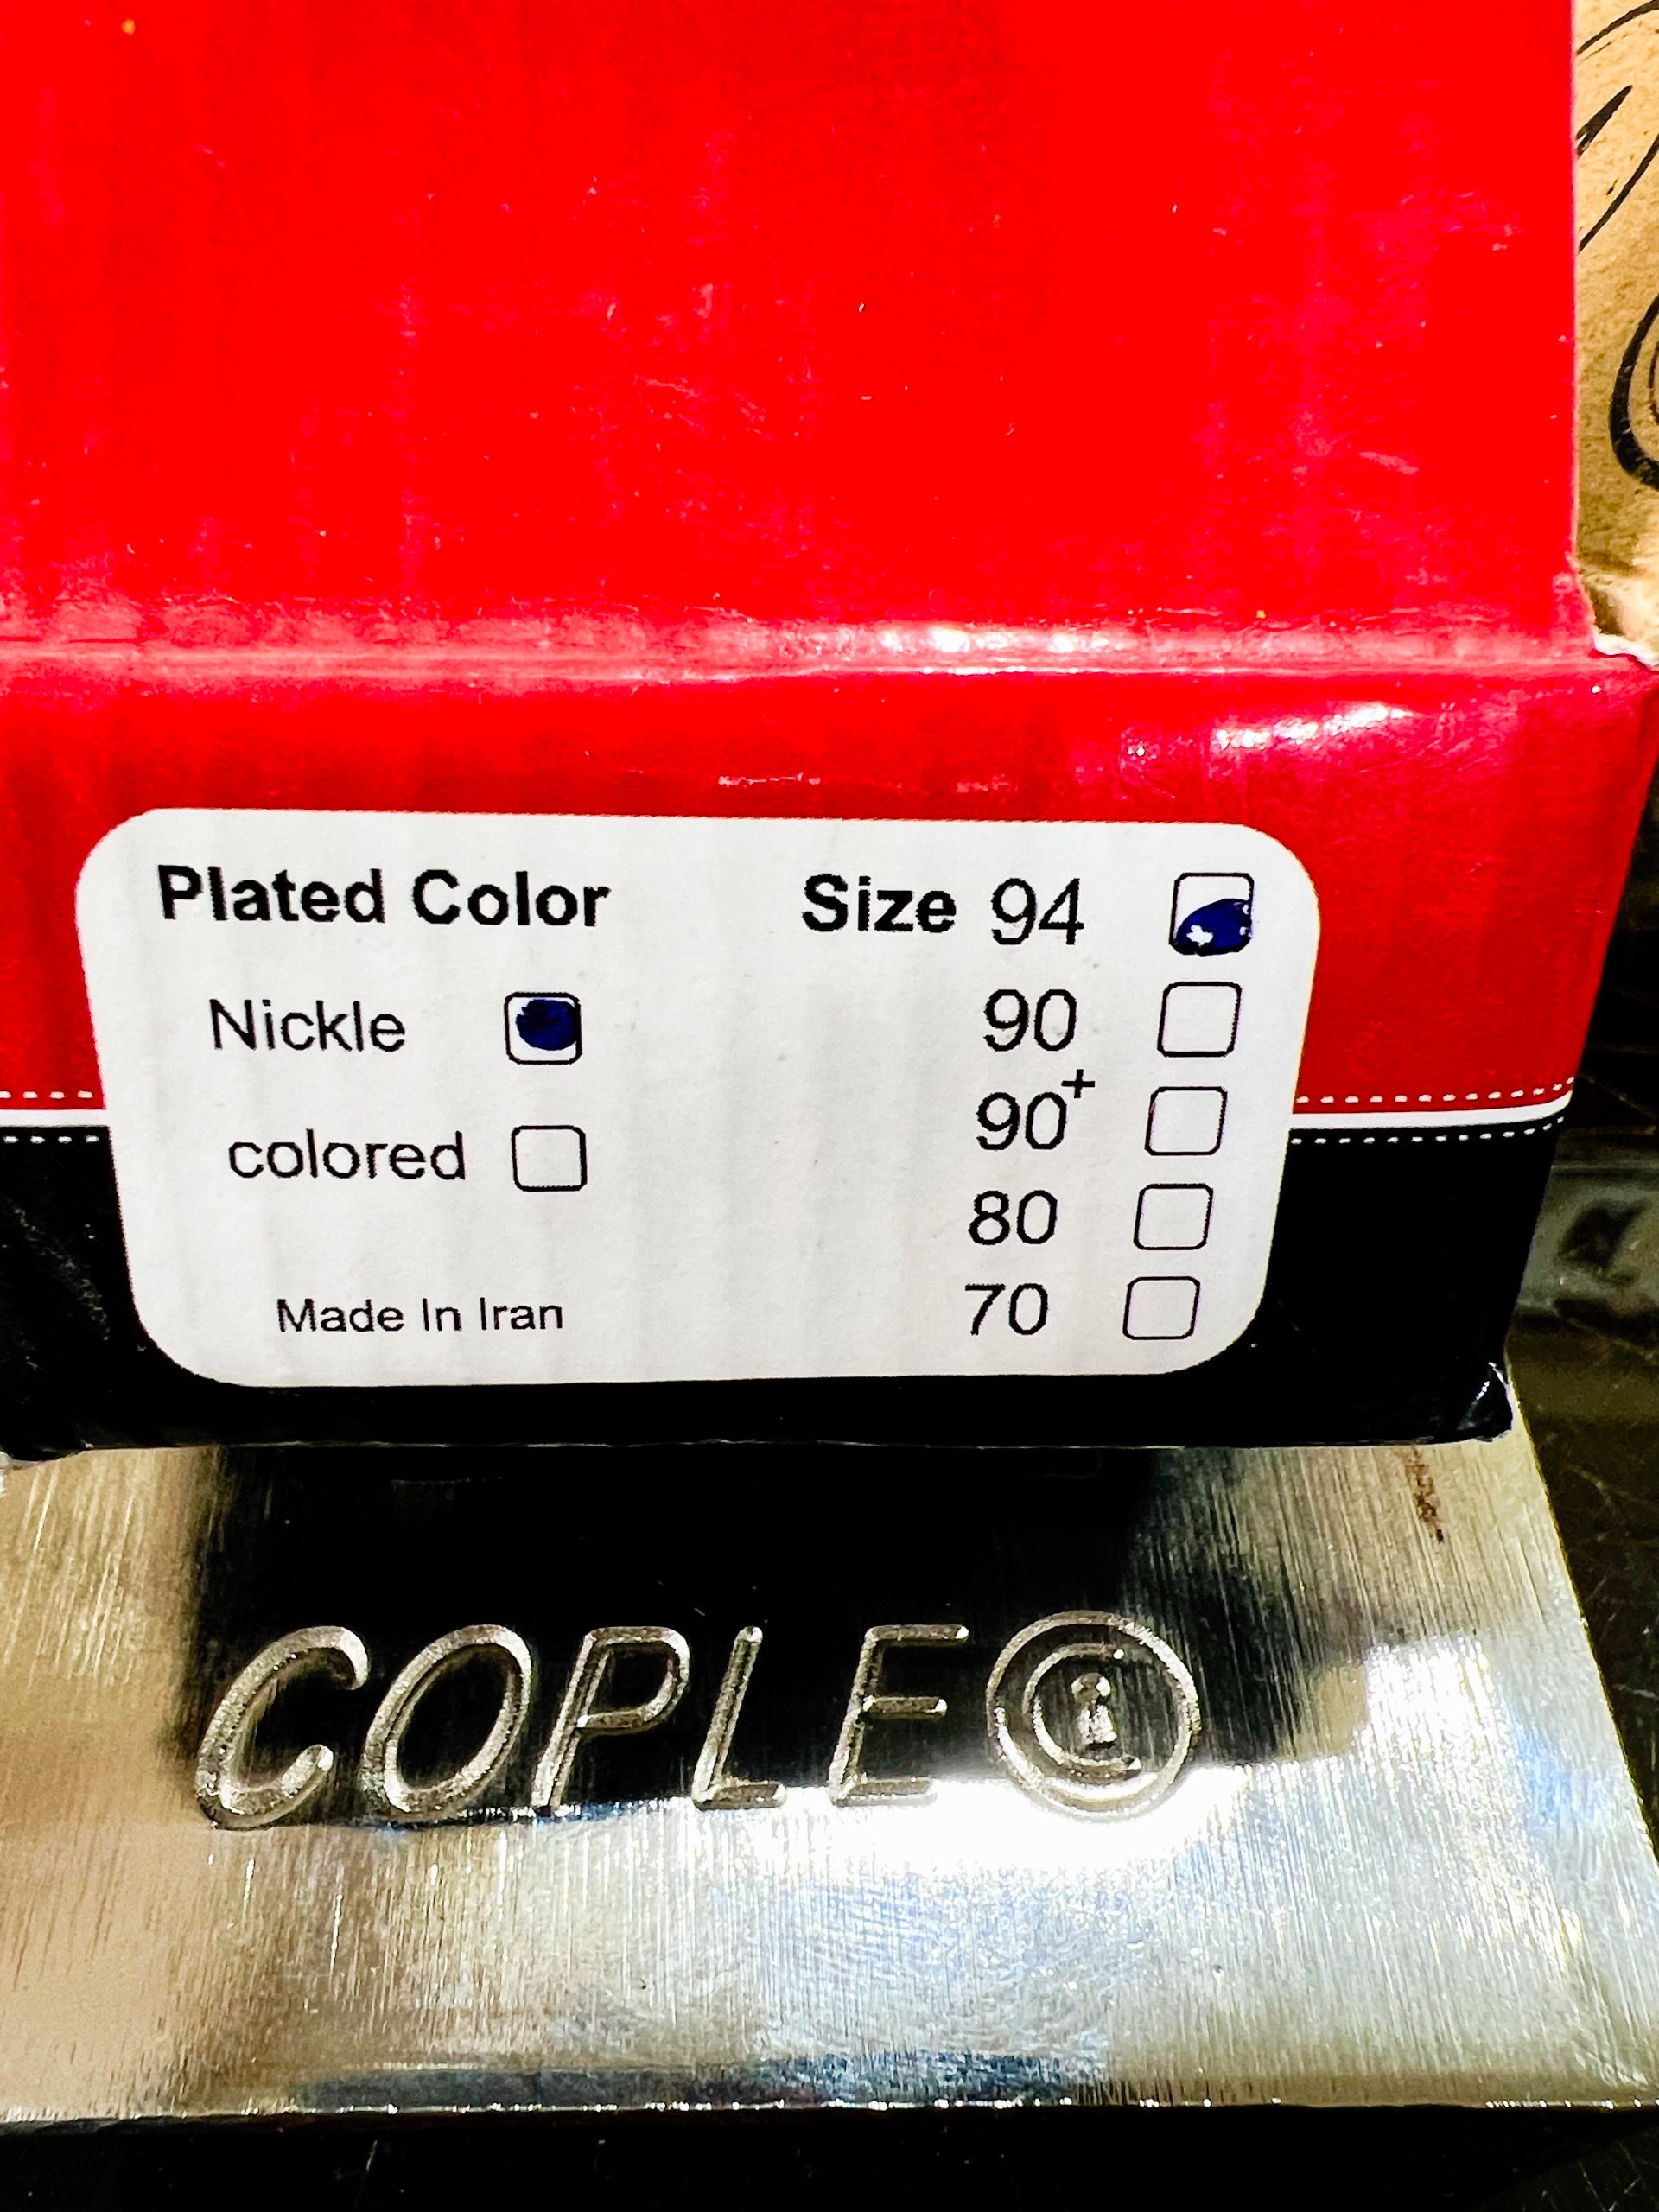 Plated Color
Nickle
colored
Made In Iran
Size 94
90
90+
80
70
COPLE